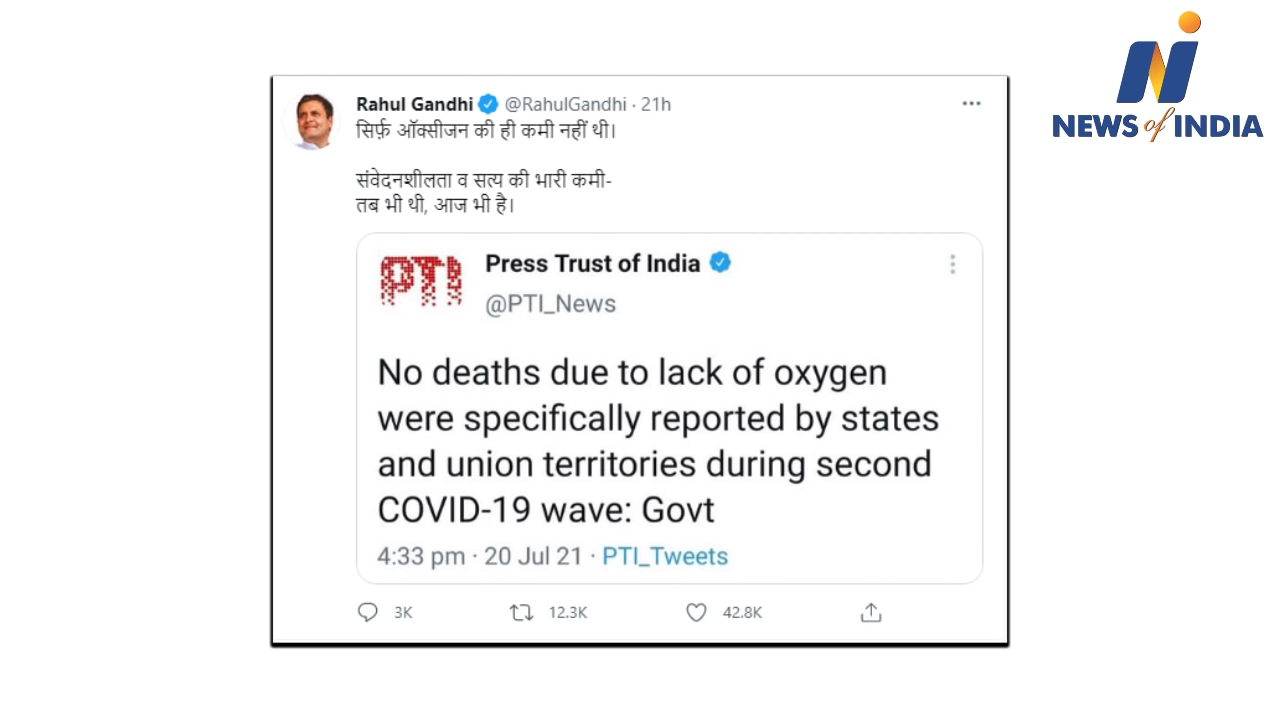 Rahul Gandhi @RahulGandhi · 21h
सिर्फ़ ऑक्सीजन की ही कमी नहीं थी।
संवेदनशीलता व सत्य की भारी कमी-
तब भी थी, आज भी है।
PTI
Press Trust of India
@PTI_News
No deaths due to lack of oxygen
were specifically reported by states
and union territories during second
COVID-19 wave: Govt
4:33 pm · 20 Jul 21 · PTI_Tweets
3K 12.3K 42.8K
NEWS of INDIA